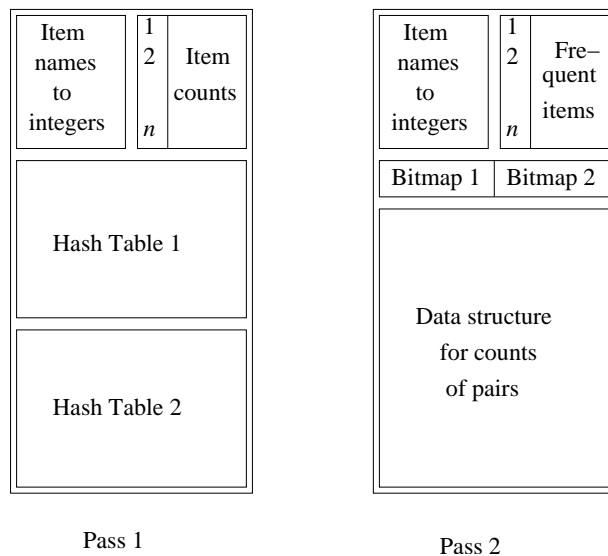 Item
names
to
integers
1
2
n
Item
counts
Hash Table 1
Hash Table 2
Pass 1
Item
names
to
integers
1
2
n
Fre–
quent
items
Bitmap 1
Bitmap 2
Data structure
for counts
of pairs
Pass 2